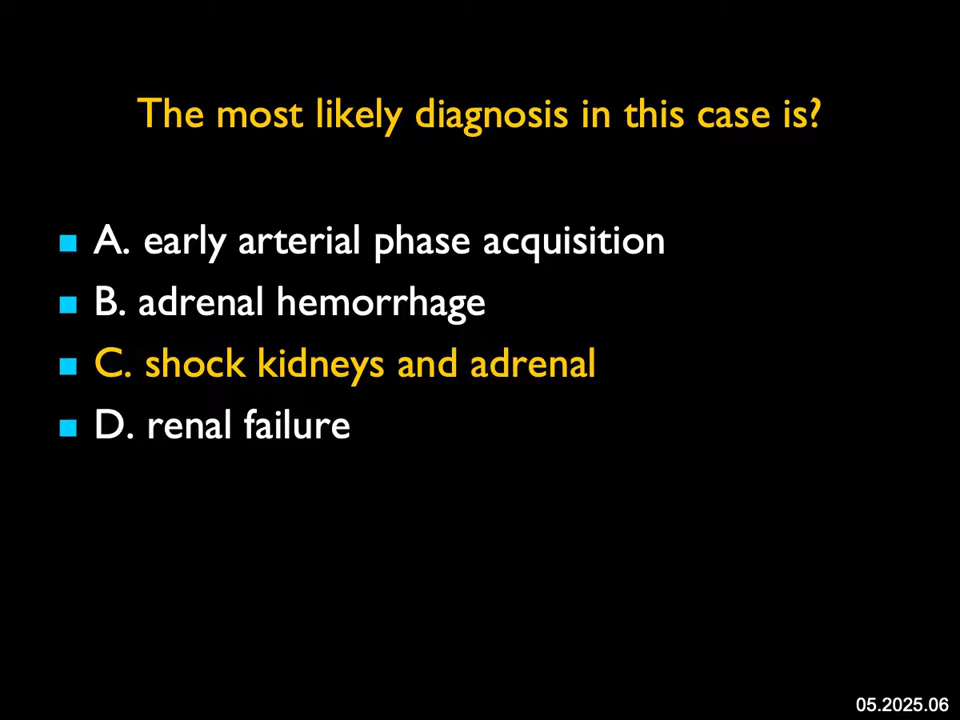 The most likely diagnosis in this case is?
A. early arterial phase acquisition
B. adrenal hemorrhage
C. shock kidneys and adrenal
D. renal failure
05.2025.06